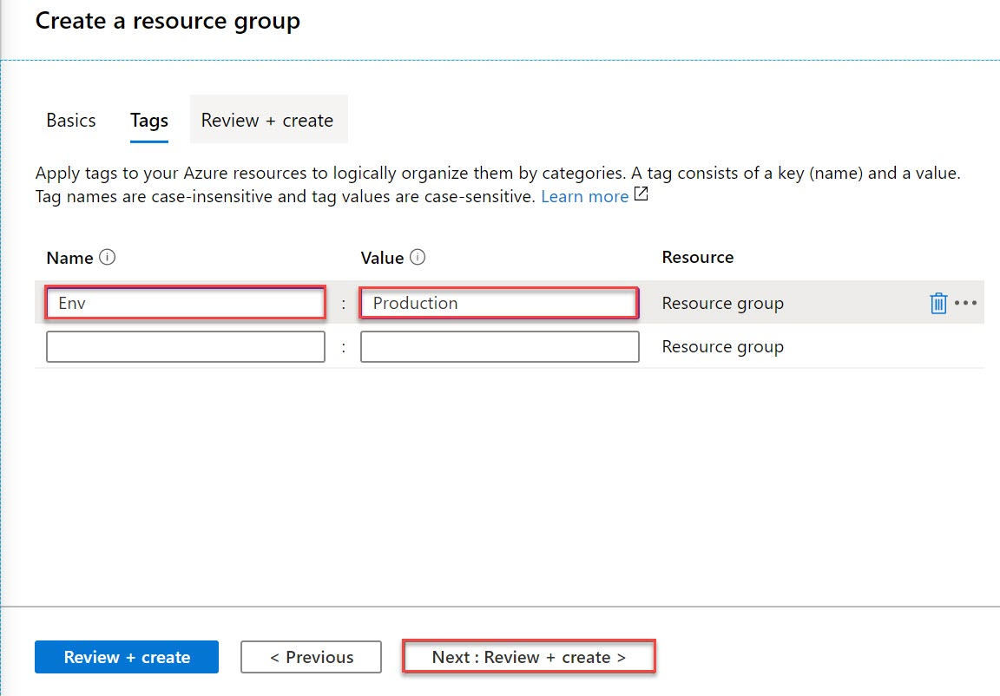 Create a resource group
Basics Tags Review + create
Apply tags to your Azure resources to logically organize them by categories. A tag consists of a key (name) and a value.
Tag names are case-insensitive and tag values are case-sensitive. Learn more
Name Value Resource
Env : Production Resource group
: Resource group
Review + create < Previous Next : Review + create >